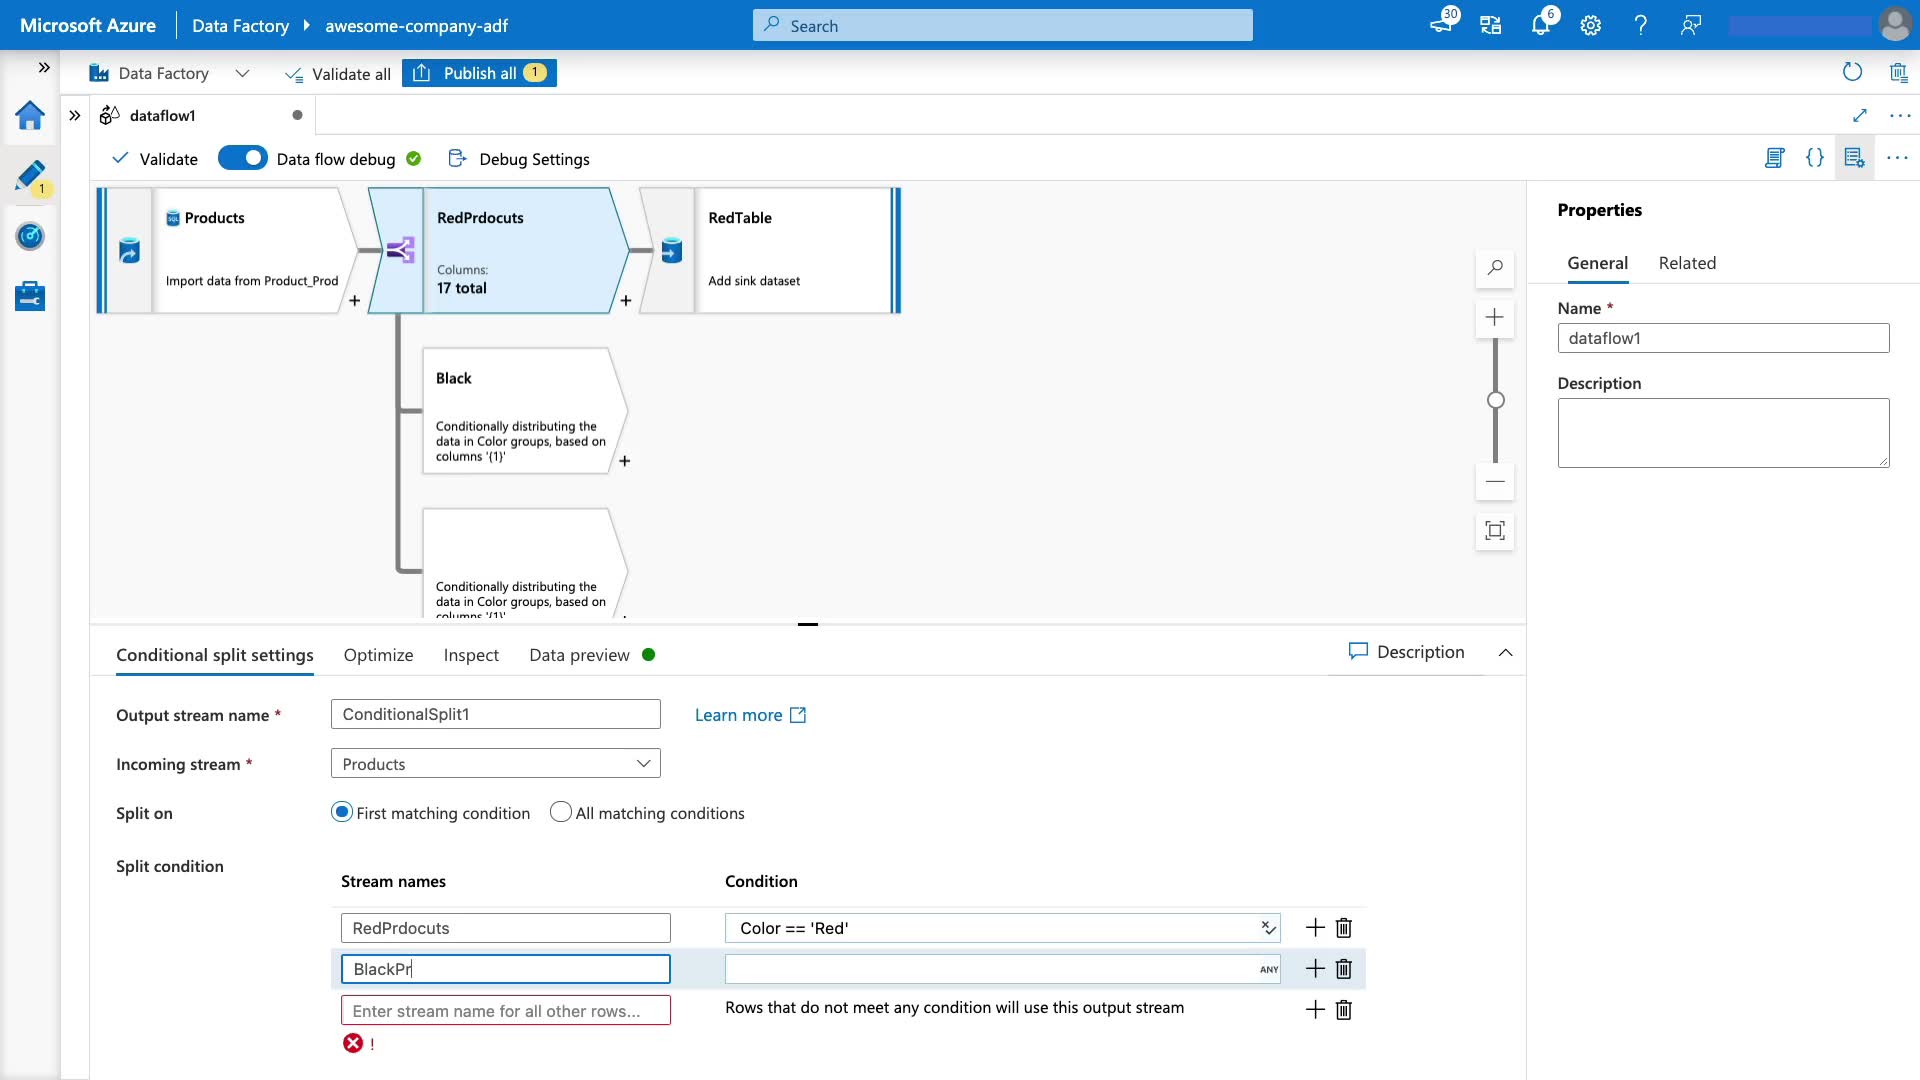 Microsoft Azure
Data Factory
awesome-company-adf
Search
30
6
Data Factory
Validate all
Publish all
1
1
dataflow1
Validate
Data flow debug
Debug Settings
Products
Import data from Product_Prod
RedPrdocuts
Columns:
17 total
RedTable
Add sink dataset
Black
Conditionally distributing the
data in Color groups, based on
columns '{1}'
Conditionally distributing the
data in Color groups, based on
columns '{1}'
Properties
General
Related
Name *
dataflow1
Description
Conditional split settings
Optimize
Inspect
Data preview
Description
Output stream name *
ConditionalSplit1
Learn more
Incoming stream *
Products
Split on
First matching condition
All matching conditions
Split condition
Stream names
Condition
RedPrdocuts
Color == 'Red'
BlackPr
ANY
Enter stream name for all other rows...
Rows that do not meet any condition will use this output stream
!